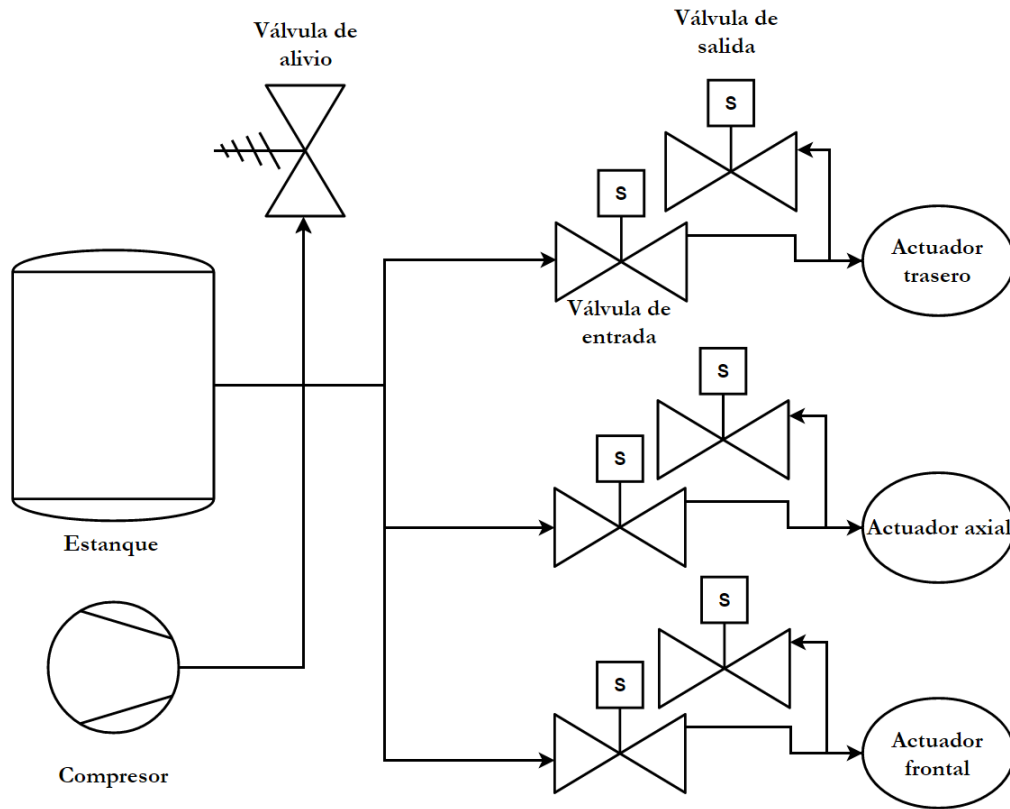 Válvula de
alivio
Válvula de
salida
S
S
Actuador
trasero
Válvula de
entrada
S
S
Actuador axial
Estanque
S
S
Actuador
frontal
Compresor